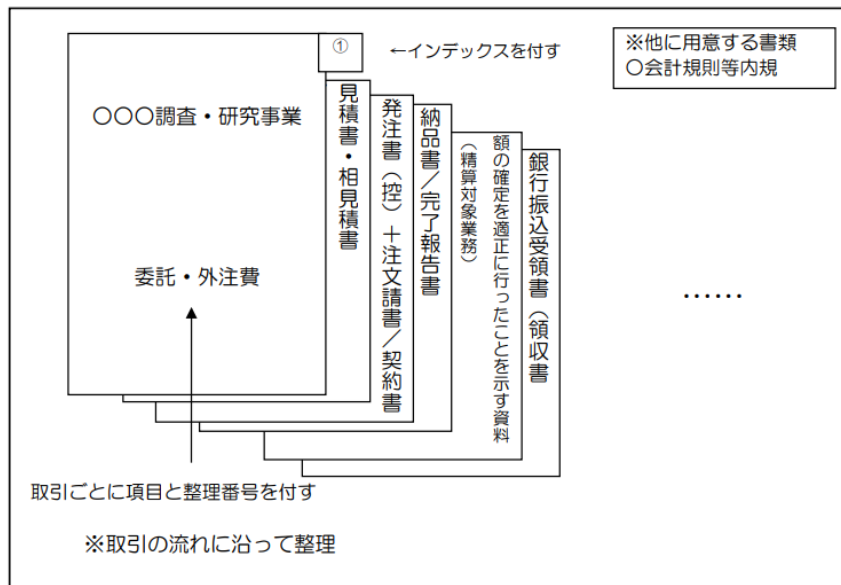 ①
←インデックスを付す
※他に用意する書類
〇会計規則等内規
〇〇〇調査・研究事業
委託・外注費
見積書・相見積書
発注書（控）＋注文請書／契約書
納品書／完了報告書
額の確定を適正に行ったことを示す資料
（精算対象業務）
銀行振込受領書（領収書
……
取引ごとに項目と整理番号を付す
※取引の流れに沿って整理